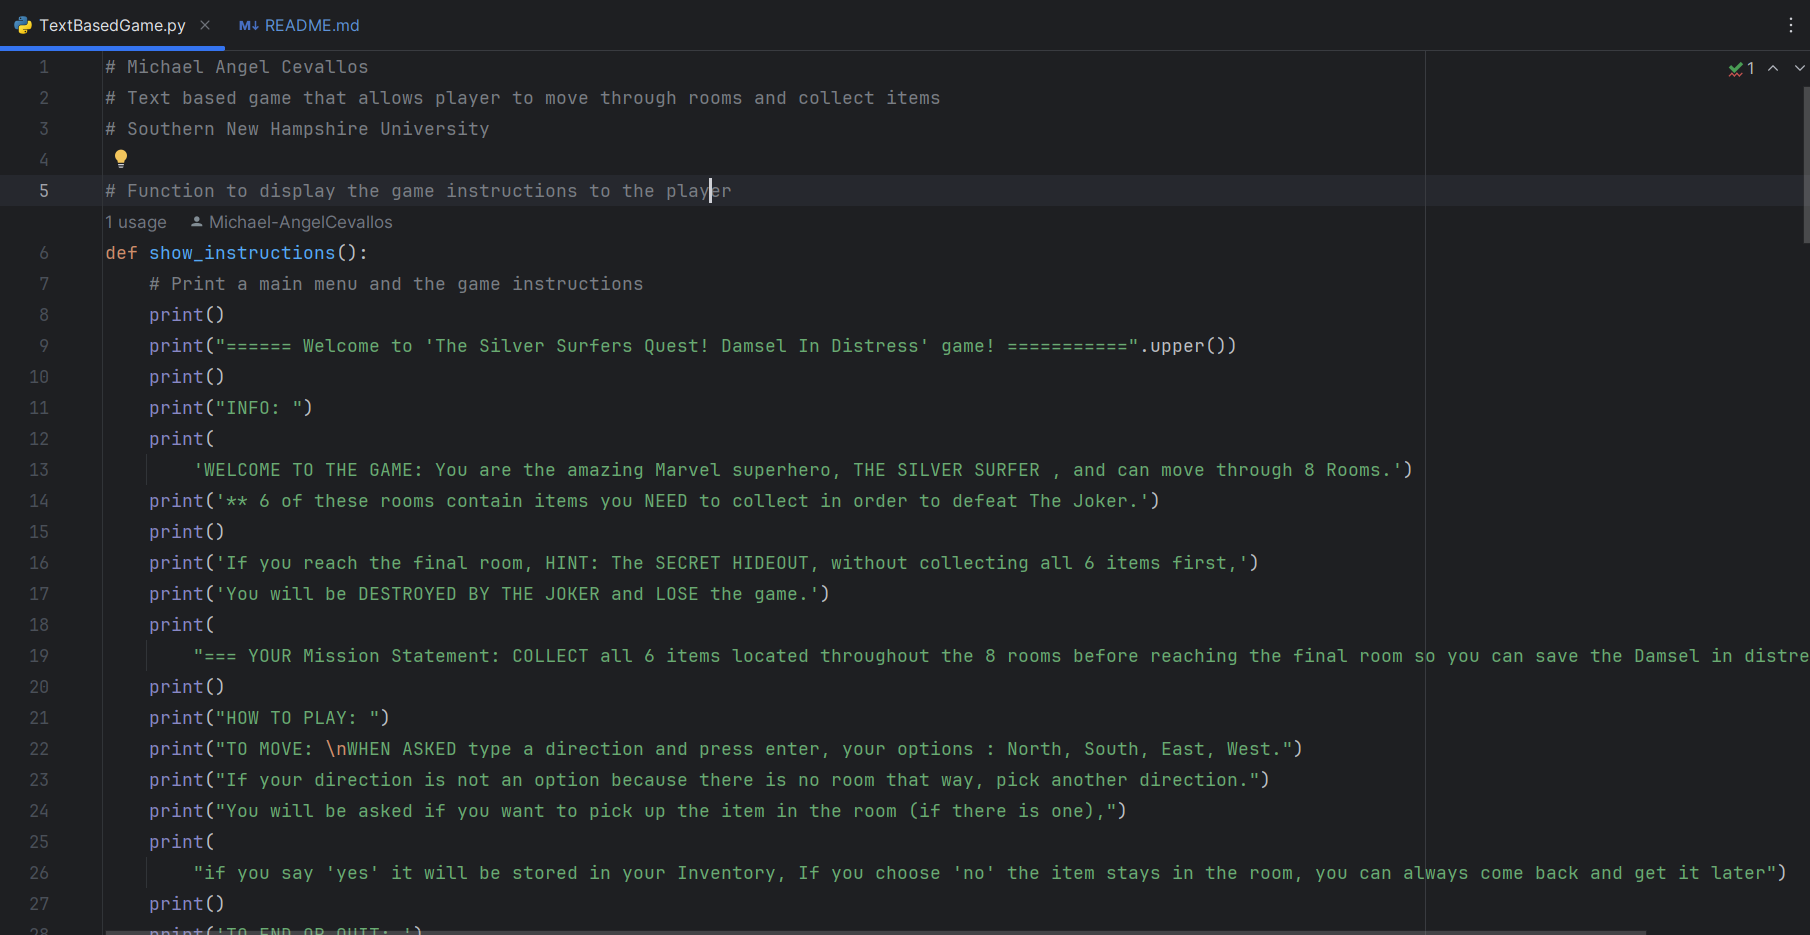 TextBasedGame.py
M↓ README.md
1
1 # Michael Angel Cevallos
2 # Text based game that allows player to move through rooms and collect items
3 # Southern New Hampshire University
4
5 # Function to display the game instructions to the player
1 usage Michael-AngelCevallos
6 def show_instructions():
7     # Print a main menu and the game instructions
8     print()
9     print("====== Welcome to 'The Silver Surfers Quest! Damsel In Distress' game! ===========".upper())
10     print()
11     print("INFO: ")
12     print(
13         'WELCOME TO THE GAME: You are the amazing Marvel superhero, THE SILVER SURFER , and can move through 8 Rooms.')
14     print('** 6 of these rooms contain items you NEED to collect in order to defeat The Joker.')
15     print()
16     print('If you reach the final room, HINT: The SECRET HIDEOUT, without collecting all 6 items first,')
17     print('You will be DESTROYED BY THE JOKER and LOSE the game.')
18     print(
19         "=== YOUR Mission Statement: COLLECT all 6 items located throughout the 8 rooms before reaching the final room so you can save the Damsel in distre
20     print()
21     print("HOW TO PLAY: ")
22     print("TO MOVE: \nWHEN ASKED type a direction and press enter, your options : North, South, East, West.")
23     print("If your direction is not an option because there is no room that way, pick another direction.")
24     print("You will be asked if you want to pick up the item in the room (if there is one),")
25     print(
26         "if you say 'yes' it will be stored in your Inventory, If you choose 'no' the item stays in the room, you can always come back and get it later")
27     print()
28     print('TO END OR QUIT: ')